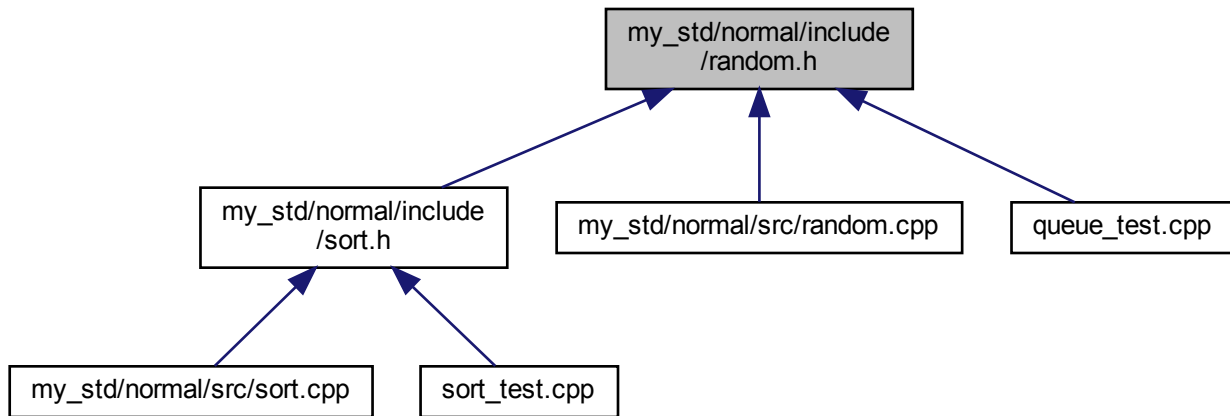 my_std/normal/include
/random.h
my_std/normal/include
/sort.h
my_std/normal/src/random.cpp
queue_test.cpp
my_std/normal/src/sort.cpp
sort_test.cpp